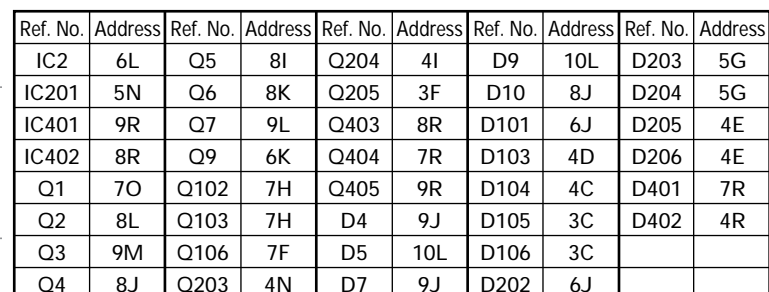 Ref. No. Address Ref. No. Address Ref. No. Address Ref. No. Address Ref. No. Address
IC2 6L Q5 8I Q204 4I D9 10L D203 5G
IC201 5N Q6 8K Q205 3F D10 8J D204 5G
IC401 9R Q7 9L Q403 8R D101 6J D205 4E
IC402 8R Q9 6K Q404 7R D103 4D D206 4E
Q1 7O Q102 7H Q405 9R D104 4C D401 7R
Q2 8L Q103 7H D4 9J D105 3C D402 4R
Q3 9M Q106 7F D5 10L D106 3C
Q4 8J Q203 4N D7 9J D202 6J